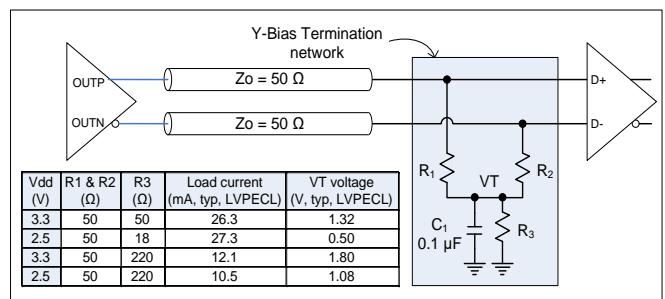 Y-Bias Termination
network
OUTP
OUTN
Zo = 50 Ω
Zo = 50 Ω
D+
D-
R1
R2
VT
C1
0.1 µF
R3
Vdd (V) R1 & R2 (Ω) R3 (Ω) Load current (mA, typ, LVPECL) VT voltage (V, typ, LVPECL)
3.3 50 50 26.3 1.32
2.5 50 18 27.3 0.50
3.3 50 220 12.1 1.80
2.5 50 220 10.5 1.08